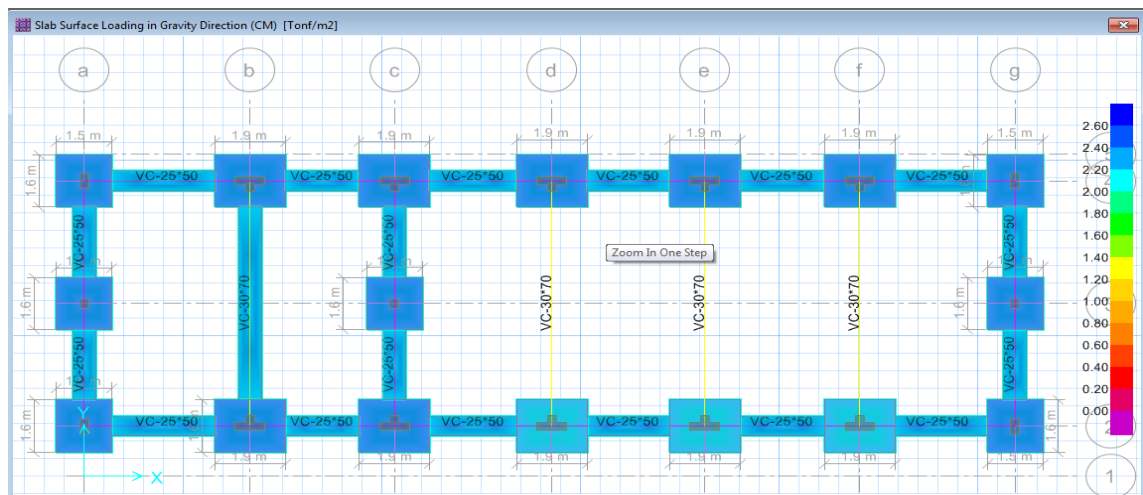 Slab Surface Loading in Gravity Direction (CM) [Tonf/m2]
a b c d e f g
1.5 m 1.9 m 1.9 m 1.9 m 1.9 m 1.9 m 1.5 m
2.60
2.40
2.20
2.00
1.80
1.60
1.40
1.20
1.00
0.80
0.60
0.40
0.20
0.00
1.6 m
VC-25*50 VC-25*50 VC-25*50 VC-25*50 VC-25*50 VC-25*50
VC-25*50 VC-25*50 VC-25*50
Zoom In One Step
1.6 m 1.6 m 1.6 m
VC-30*70 VC-30*70 VC-30*70 VC-30*70
VC-25*50 VC-25*50 VC-25*50
Y
1.6 m 1.6 m
VC-25*50 VC-25*50 VC-25*50 VC-25*50 VC-25*50 VC-25*50
2
1.9 m 1.9 m 1.9 m 1.9 m 1.9 m 1.5 m
X
1